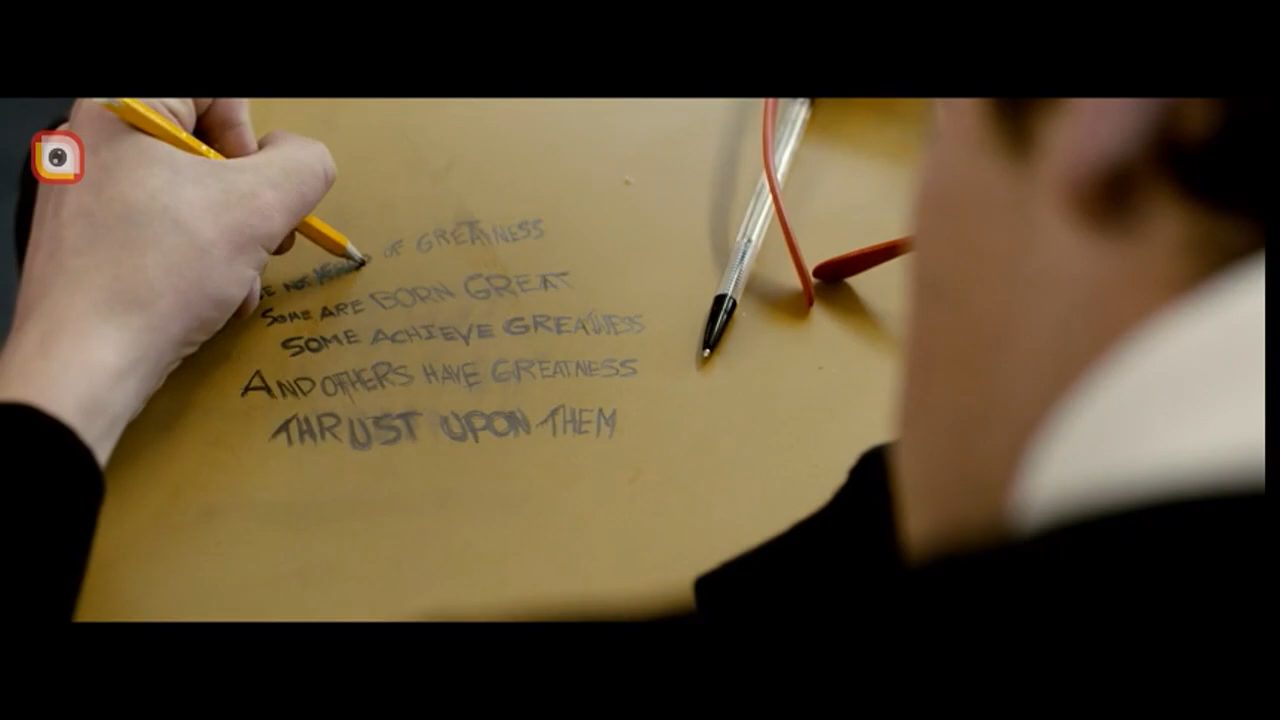 OF GREATNESS
SOME ARE BORN GREAT
SOME ACHIEVE GREATNESS
AND OTHERS HAVE GREATNESS
THRUST UPON THEM